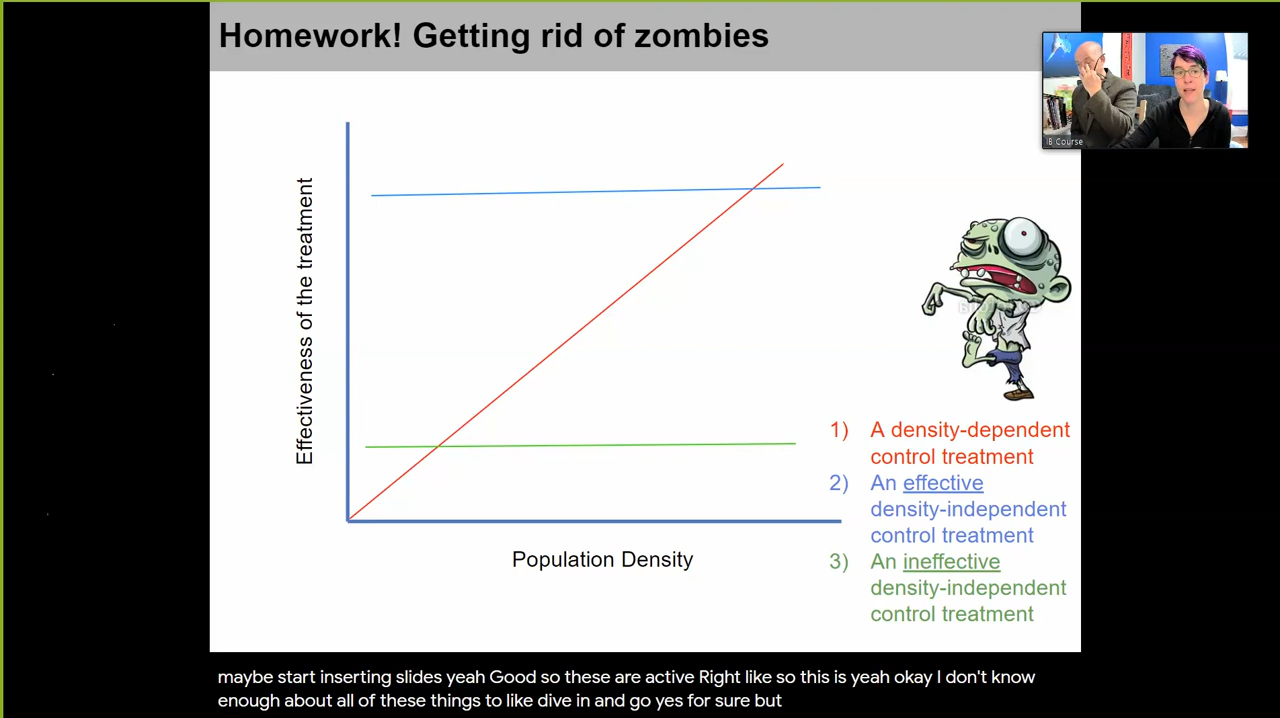 Homework! Getting rid of zombies
IB Course
Effectiveness of the treatment
Population Density
1) A density-dependent
control treatment
2) An effective
density-independent
control treatment
3) An ineffective
density-independent
control treatment
maybe start inserting slides yeah Good so these are active Right like so this is yeah okay I don't know
enough about all of these things to like dive in and go yes for sure but